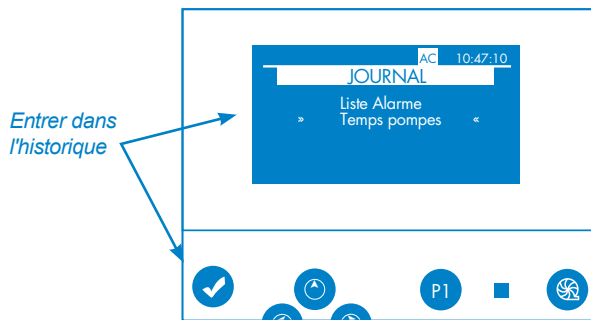 AC 10:47:10
JOURNAL
Liste Alarme
» Temps pompes «
Entrer dans
l'historique
P1